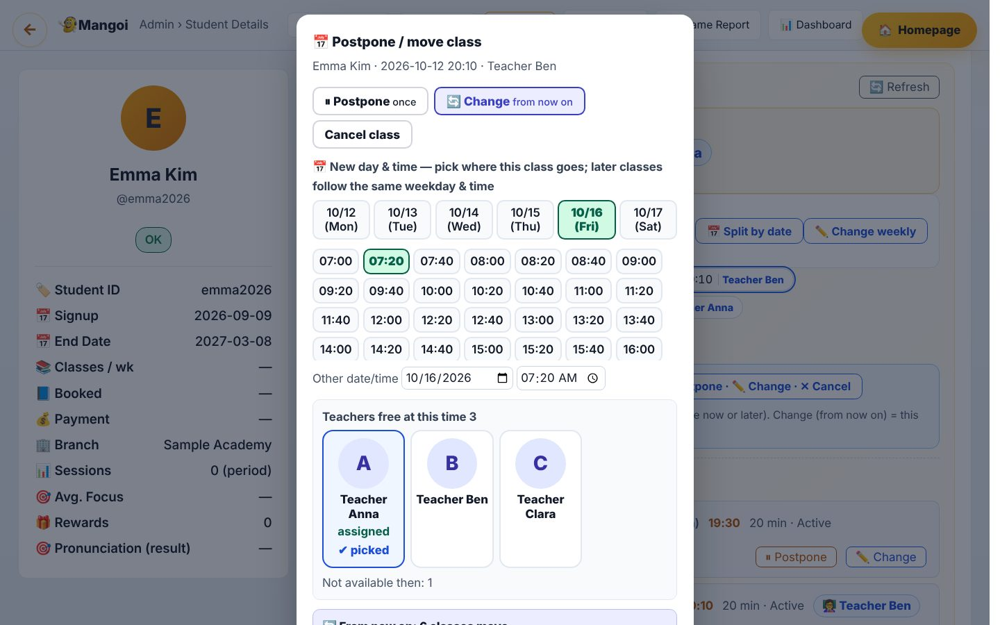 Mangoi
Admin › Student Details
ame Report
📊 Dashboard
🏠 Homepage
E
Emma Kim
@emma2026
OK
🏷️ Student ID emma2026
📅 Signup 2026-09-09
📅 End Date 2027-03-08
📚 Classes / wk —
📘 Booked —
💰 Payment —
🏢 Branch Sample Academy
📊 Sessions 0 (period)
🎯 Avg. Focus —
🎁 Rewards 0
🎯 Pronunciation (result) —
📅 Postpone / move class
Emma Kim · 2026-10-12 20:10 · Teacher Ben
⏸ Postpone once
🔄 Change from now on
Cancel class
📅 New day & time — pick where this class goes; later classes
follow the same weekday & time
10/12 10/13 10/14 10/15 10/16 10/17
(Mon) (Tue) (Wed) (Thu) (Fri) (Sat)
07:00 07:20 07:40 08:00 08:20 08:40 09:00
09:20 09:40 10:00 10:20 10:40 11:00 11:20
11:40 12:00 12:20 12:40 13:00 13:20 13:40
14:00 14:20 14:40 15:00 15:20 15:40 16:00
Other date/time 10/16/2026 07:20 AM
Teachers free at this time 3
A B C
Teacher Anna
assigned
✔ picked
Teacher Ben
Teacher Clara
Not available then: 1
🔄 From now on: 6 classes move
🔄 Refresh
a
📅 Split by date
✏️ Change weekly
:10 Teacher Ben
er Anna
pone · ✏️ Change · ✕ Cancel
e now or later). Change (from now on) = this
) 19:30 20 min · Active
⏸ Postpone
✏️ Change
0:10 20 min · Active 👩‍🏫 Teacher Ben